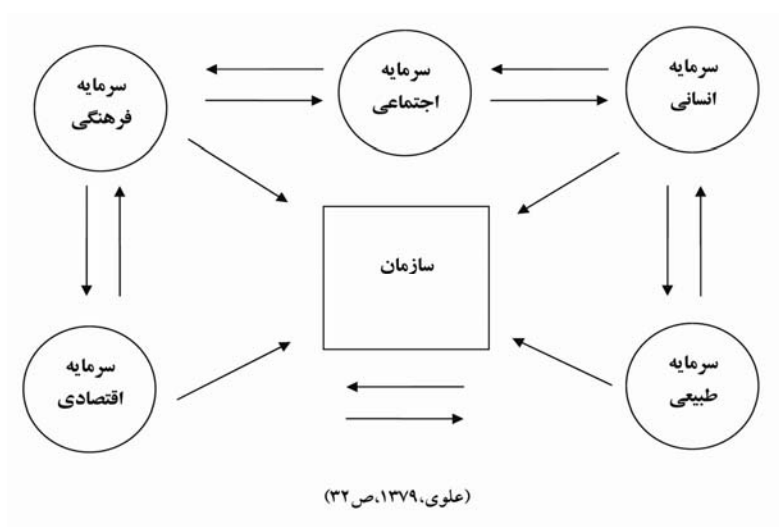 سرمایه
انسانی
سرمایه
اجتماعی
سرمایه
فرهنگی
سازمان
سرمایه
طبیعی
سرمایه
اقتصادی
(علوی،۱۳۷۹،ص۳۲)